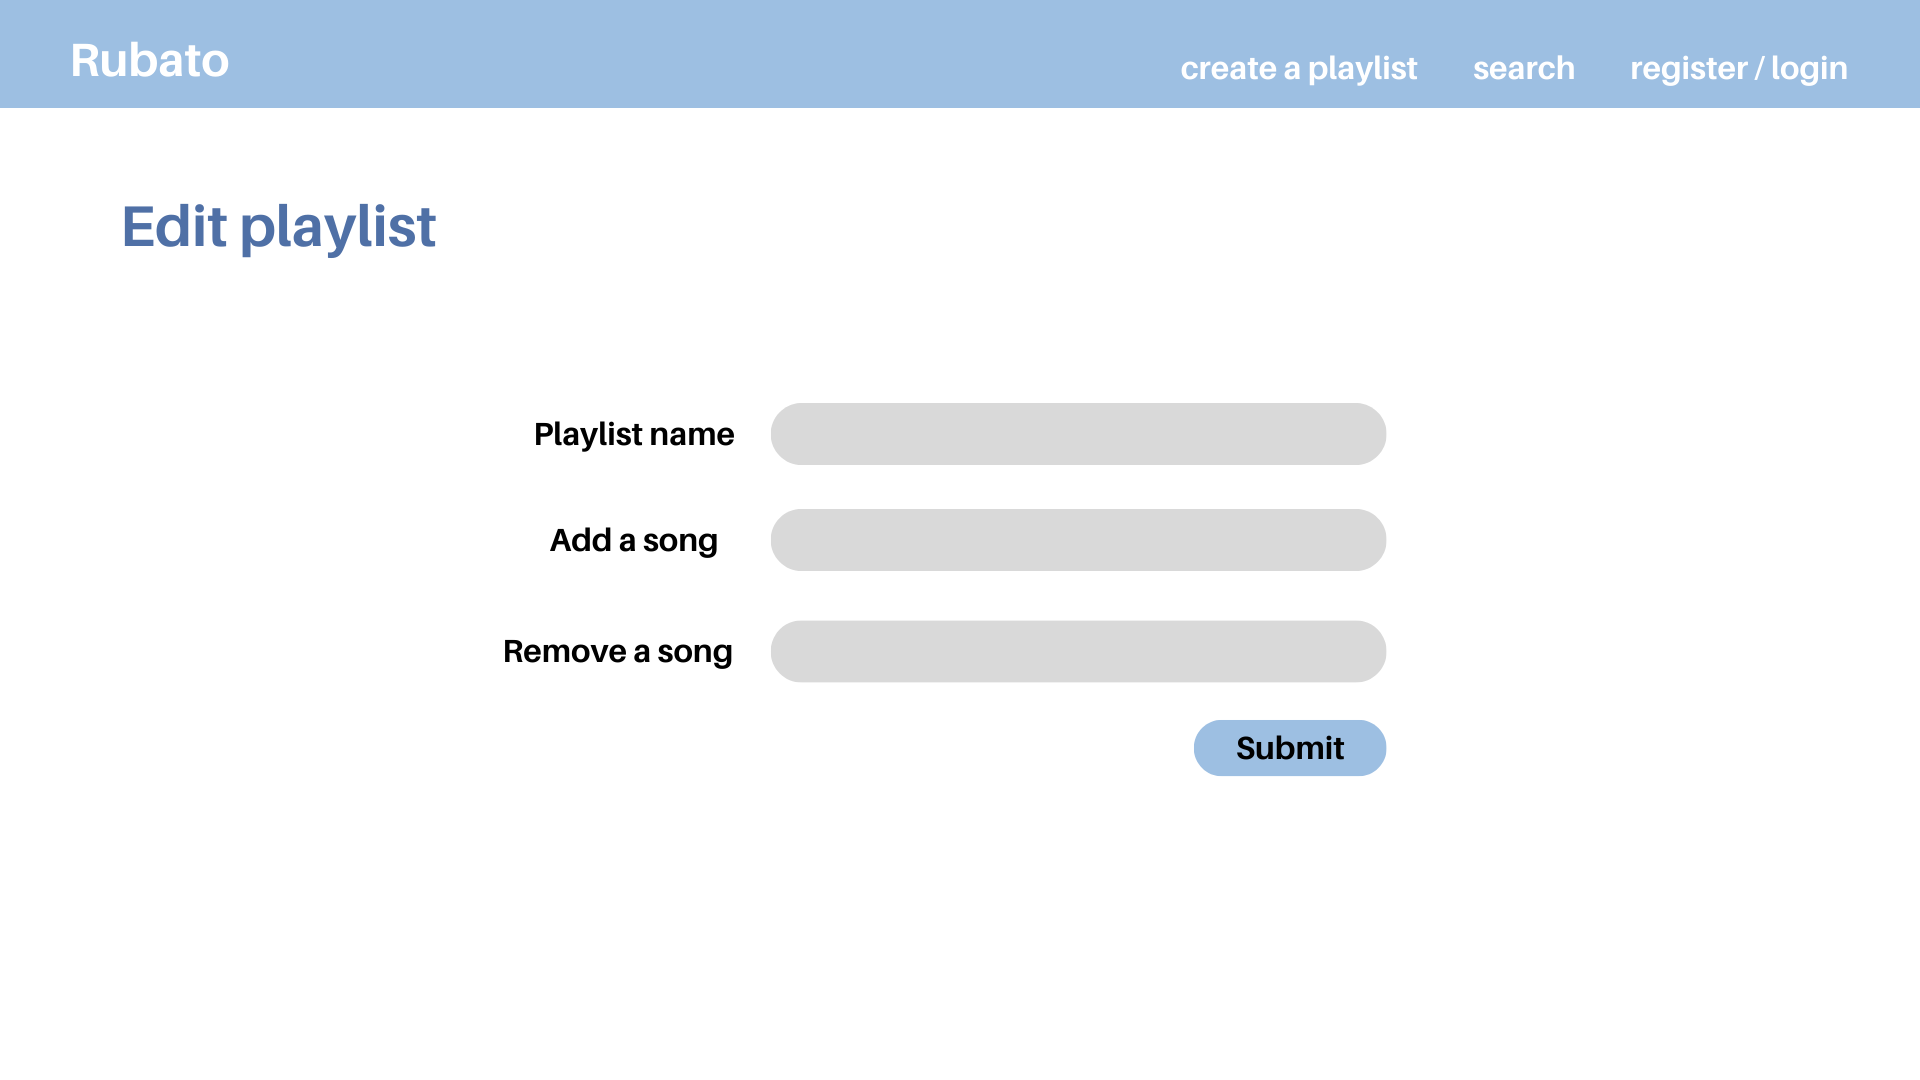 Rubato
create a playlist search register / login
Edit playlist
Playlist name
Add a song
Remove a song
Submit